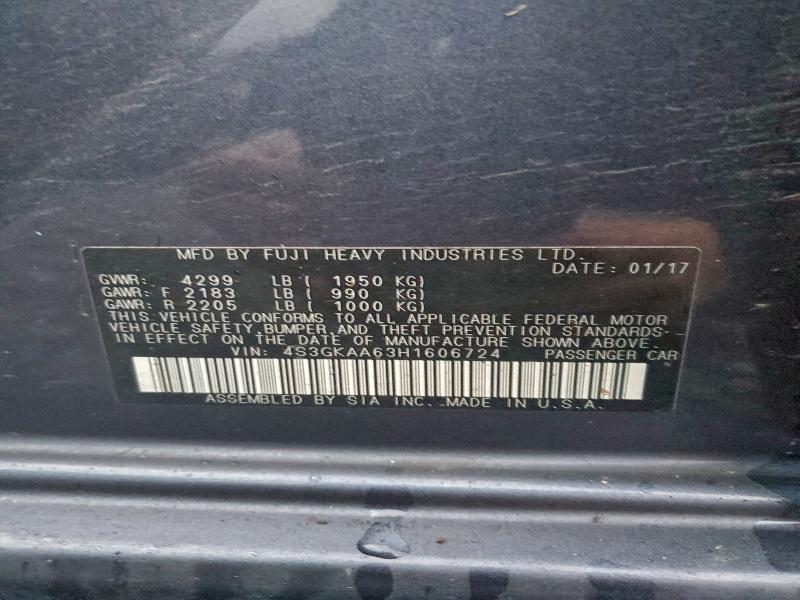 MFD BY FUJI HEAVY INDUSTRIES LTD.
DATE: 01/17
GVWR: 4299 LB ( 1950 KG)
GAWR: F 2183 LB ( 990 KG)
GAWR: R 2205 LB ( 1000 KG)
THIS VEHICLE CONFORMS TO ALL APPLICABLE FEDERAL MOTOR
VEHICLE SAFETY, BUMPER, AND THEFT PREVENTION STANDARDS
IN EFFECT ON THE DATE OF MANUFACTURE SHOWN ABOVE.
VIN: 4S3GKAA63H1606724 PASSENGER CAR
ASSEMBLED BY SIA INC. MADE IN U.S.A.